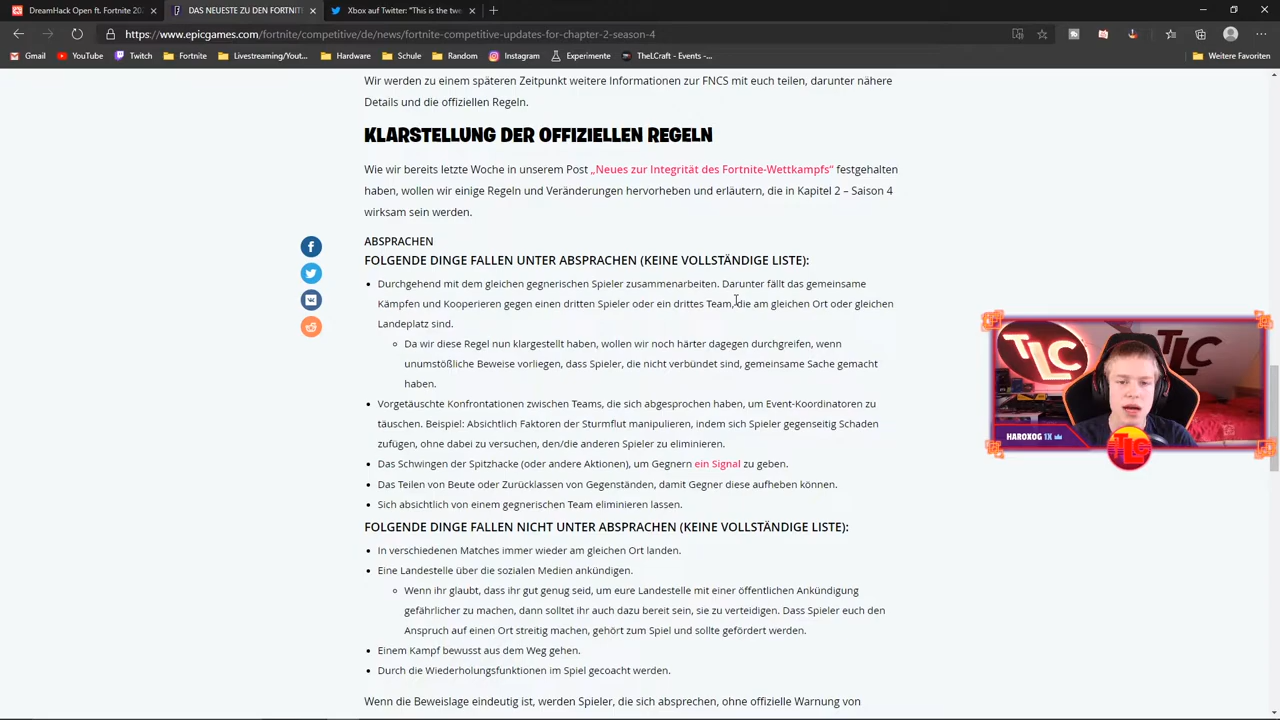 DreamHack Open ft. Fortnite 20
DAS NEUESTE ZU DEN FORTNIT
Xbox auf Twitter: "This is the twe
https://www.epicgames.com/fortnite/competitive/de/news/fortnite-competitive-updates-for-chapter-2-season-4
Gmail YouTube Twitch Fortnite Livestreaming/Yout... Hardware Schule Random Instagram Experimente TheLCraft - Events -... Weitere Favoriten
Wir werden zu einem späteren Zeitpunkt weitere Informationen zur FNCS mit euch teilen, darunter nähere
Details und die offiziellen Regeln.
KLARSTELLUNG DER OFFIZIELLEN REGELN
Wie wir bereits letzte Woche in unserem Post „Neues zur Integrität des Fortnite-Wettkampfs“ festgehalten
haben, wollen wir einige Regeln und Veränderungen hervorheben und erläutern, die in Kapitel 2 – Saison 4
wirksam sein werden.
ABSPRACHEN
FOLGENDE DINGE FALLEN UNTER ABSPRACHEN (KEINE VOLLSTÄNDIGE LISTE):
• Durchgehend mit dem gleichen gegnerischen Spieler zusammenarbeiten. Darunter fällt das gemeinsame
Kämpfen und Kooperieren gegen einen dritten Spieler oder ein drittes Team, die am gleichen Ort oder gleichen
Landeplatz sind.
Da wir diese Regel nun klargestellt haben, wollen wir noch härter dagegen durchgreifen, wenn
unumstößliche Beweise vorliegen, dass Spieler, die nicht verbündet sind, gemeinsame Sache gemacht
haben.
• Vorgetäuschte Konfrontationen zwischen Teams, die sich abgesprochen haben, um Event-Koordinatoren zu
täuschen. Beispiel: Absichtlich Faktoren der Sturmflut manipulieren, indem sich Spieler gegenseitig Schaden
zufügen, ohne dabei zu versuchen, den/die anderen Spieler zu eliminieren.
• Das Schwingen der Spitzhacke (oder andere Aktionen), um Gegnern ein Signal zu geben.
• Das Teilen von Beute oder Zurücklassen von Gegenständen, damit Gegner diese aufheben können.
• Sich absichtlich von einem gegnerischen Team eliminieren lassen.
FOLGENDE DINGE FALLEN NICHT UNTER ABSPRACHEN (KEINE VOLLSTÄNDIGE LISTE):
• In verschiedenen Matches immer wieder am gleichen Ort landen.
• Eine Landestelle über die sozialen Medien ankündigen.
Wenn ihr glaubt, dass ihr gut genug seid, um eure Landestelle mit einer öffentlichen Ankündigung
gefährlicher zu machen, dann solltet ihr auch dazu bereit sein, sie zu verteidigen. Dass Spieler euch den
Anspruch auf einen Ort streitig machen, gehört zum Spiel und sollte gefördert werden.
• Einem Kampf bewusst aus dem Weg gehen.
• Durch die Wiederholungsfunktionen im Spiel gecoacht werden.
Wenn die Beweislage eindeutig ist, werden Spieler, die sich absprechen, ohne offizielle Warnung von
TLC
TLC
HAROXOG 1X
TLC